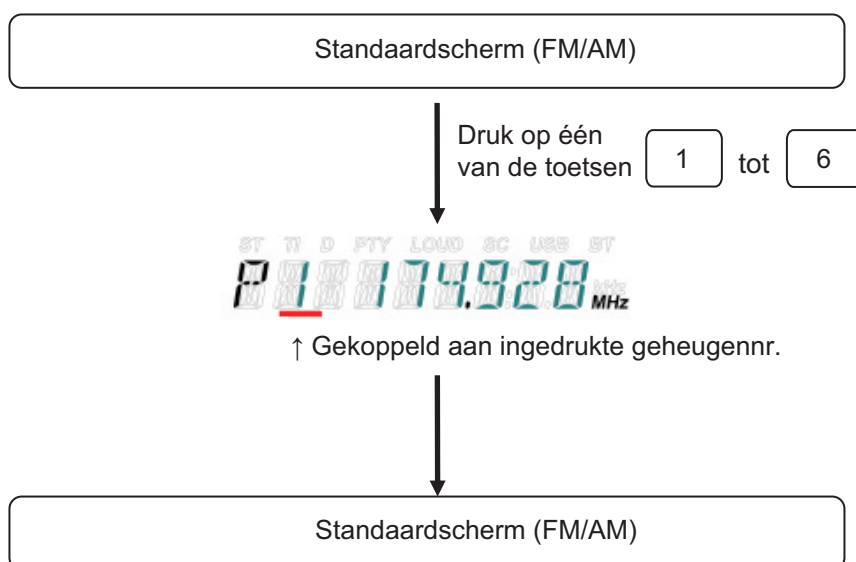 Standaardscherm (FM/AM)
Druk op één
van de toetsen 1 tot 6
ST TI D PTY LOUD SC USB BT
P1 174.928 MHz
↑ Gekoppeld aan ingedrukte geheugennr.
Standaardscherm (FM/AM)